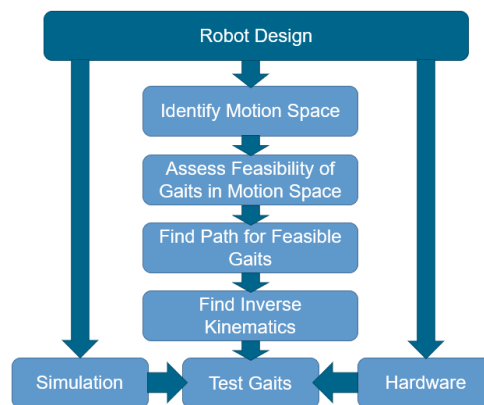 Robot Design
Identify Motion Space
Assess Feasibility of
Gaits in Motion Space
Find Path for Feasible
Gaits
Find Inverse
Kinematics
Simulation
Test Gaits
Hardware